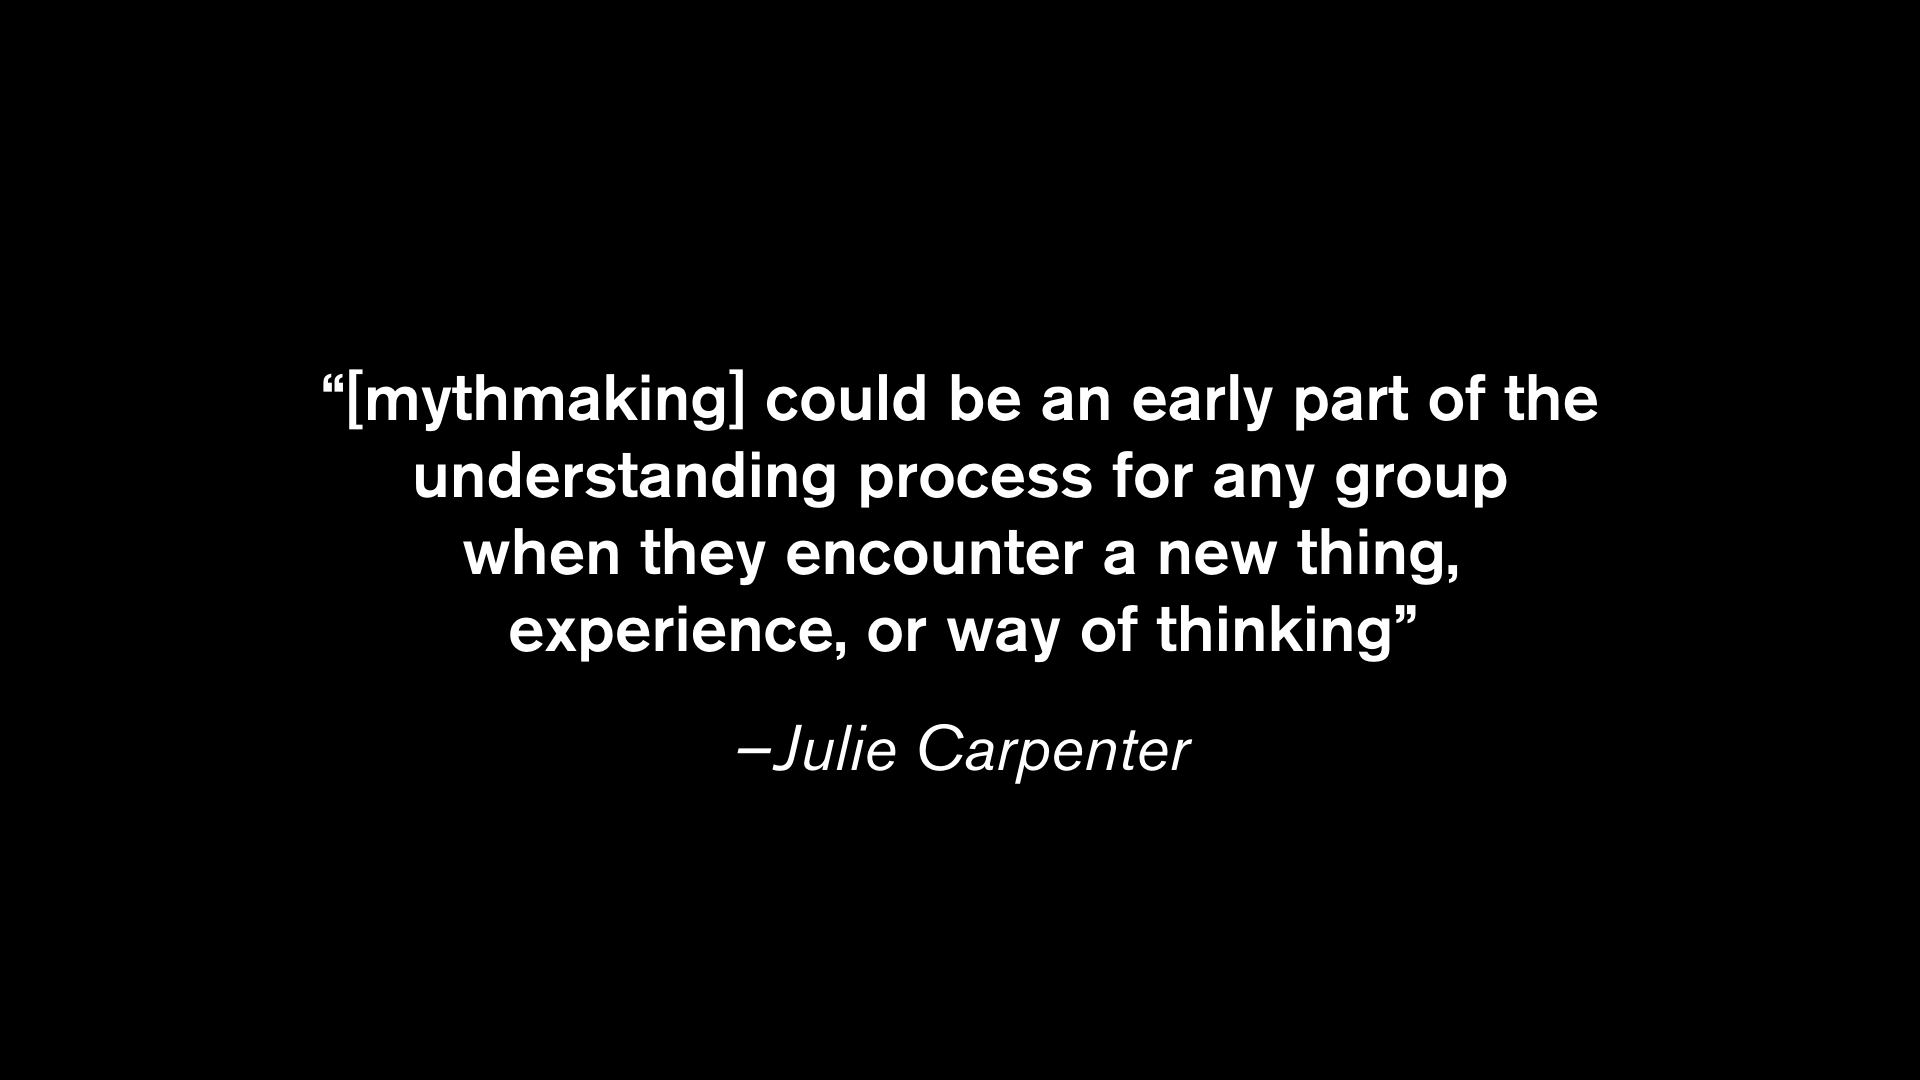 “[mythmaking] could be an early part of the
understanding process for any group
when they encounter a new thing,
experience, or way of thinking”
–Julie Carpenter